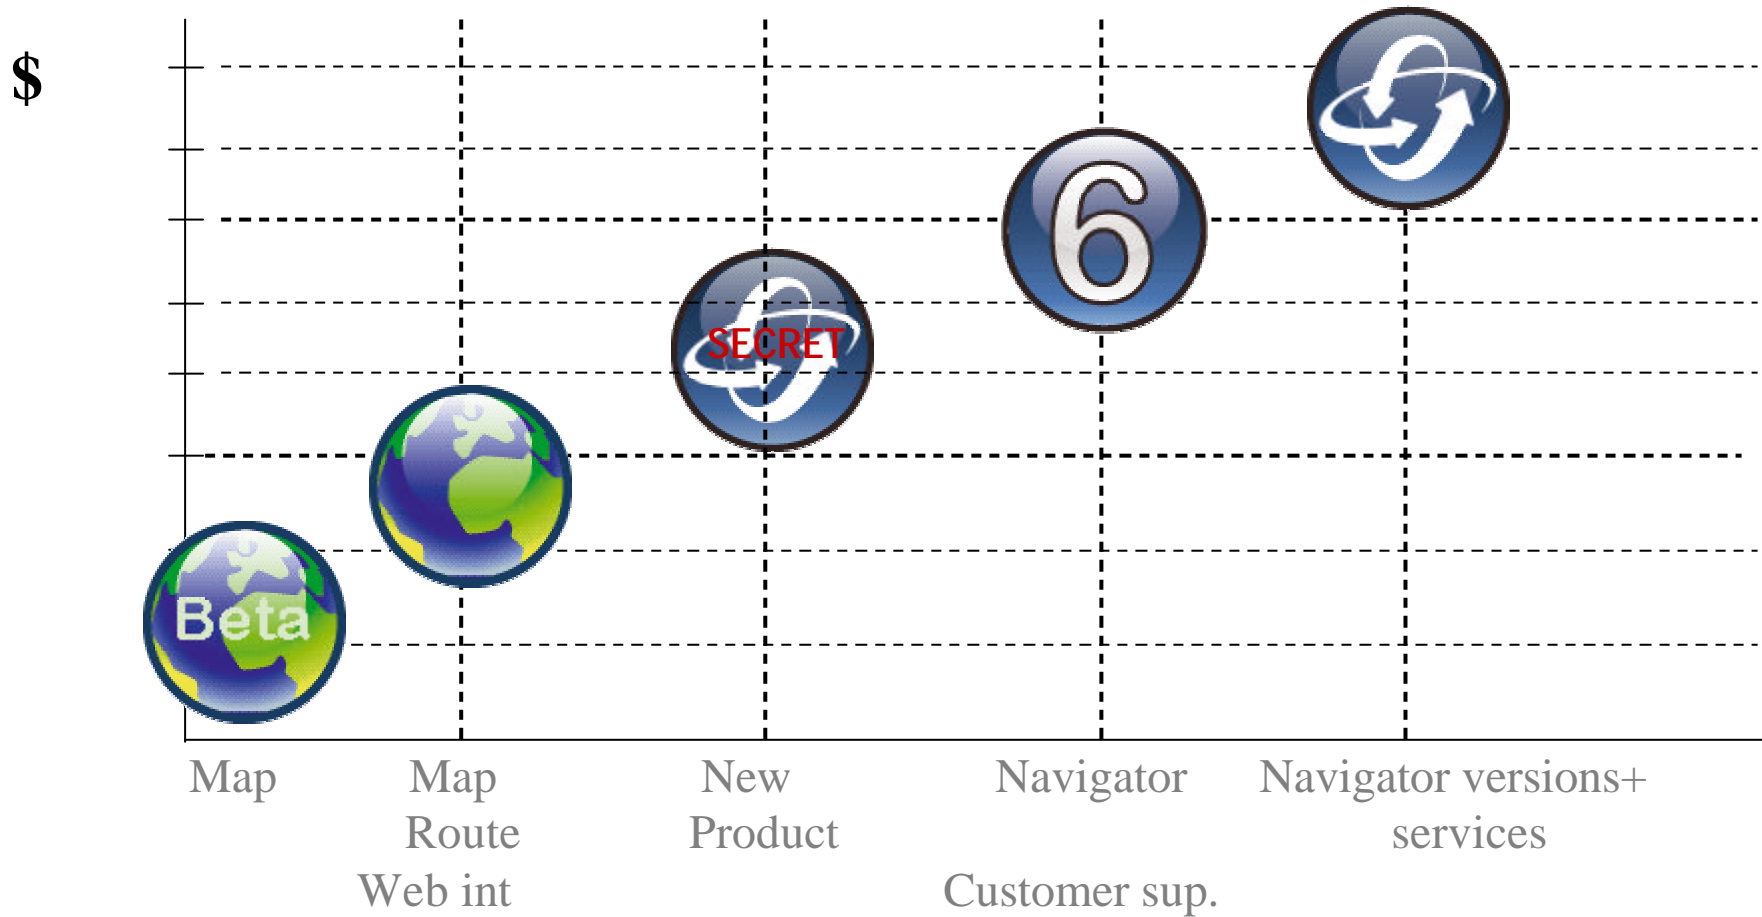 $
6
SECRET
Beta
Map Map New Navigator Navigator versions+
Route Product services
Web int Customer sup.